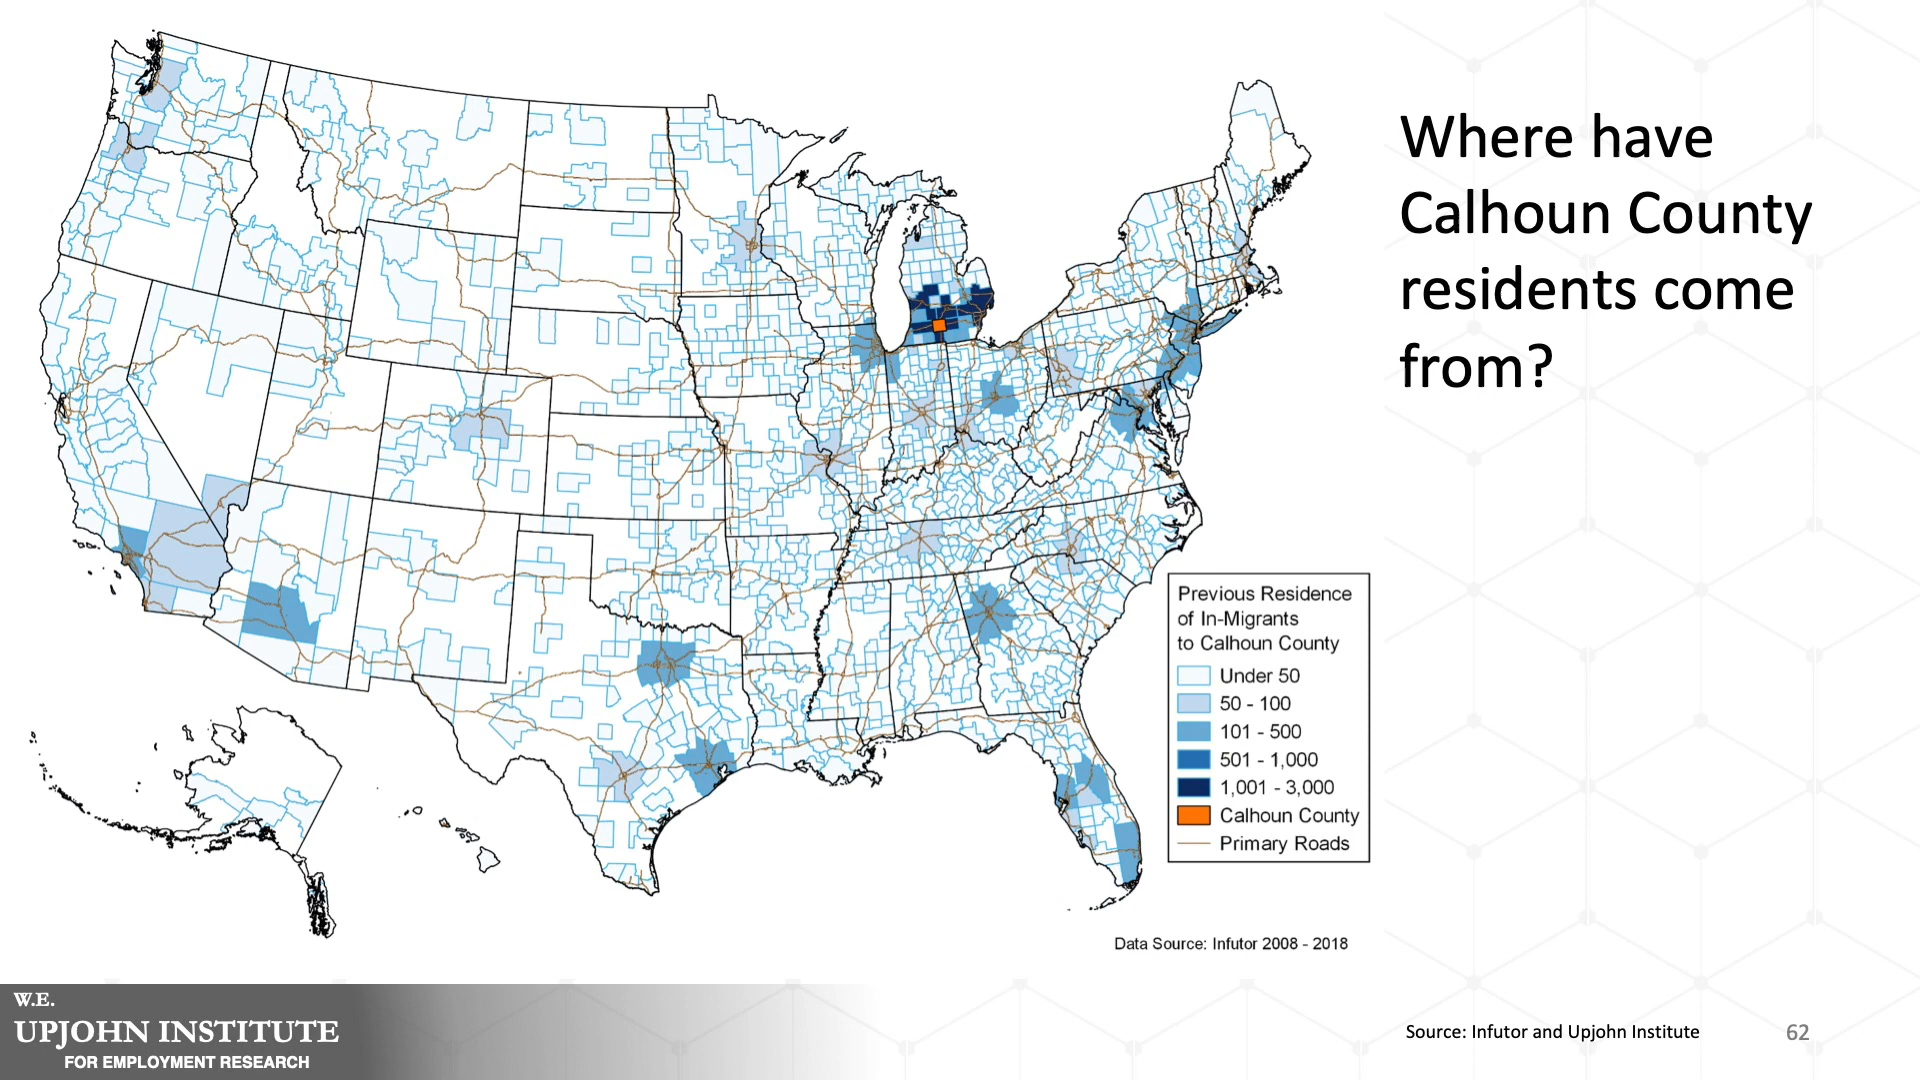 Where have
Calhoun County
residents come
from?
Previous Residence
of In-Migrants
to Calhoun County
Under 50
50 - 100
101 - 500
501 - 1,000
1,001 - 3,000
Calhoun County
Primary Roads
Data Source: Infutor 2008 - 2018
W.E.
UPJOHN INSTITUTE
FOR EMPLOYMENT RESEARCH
Source: Infutor and Upjohn Institute
62